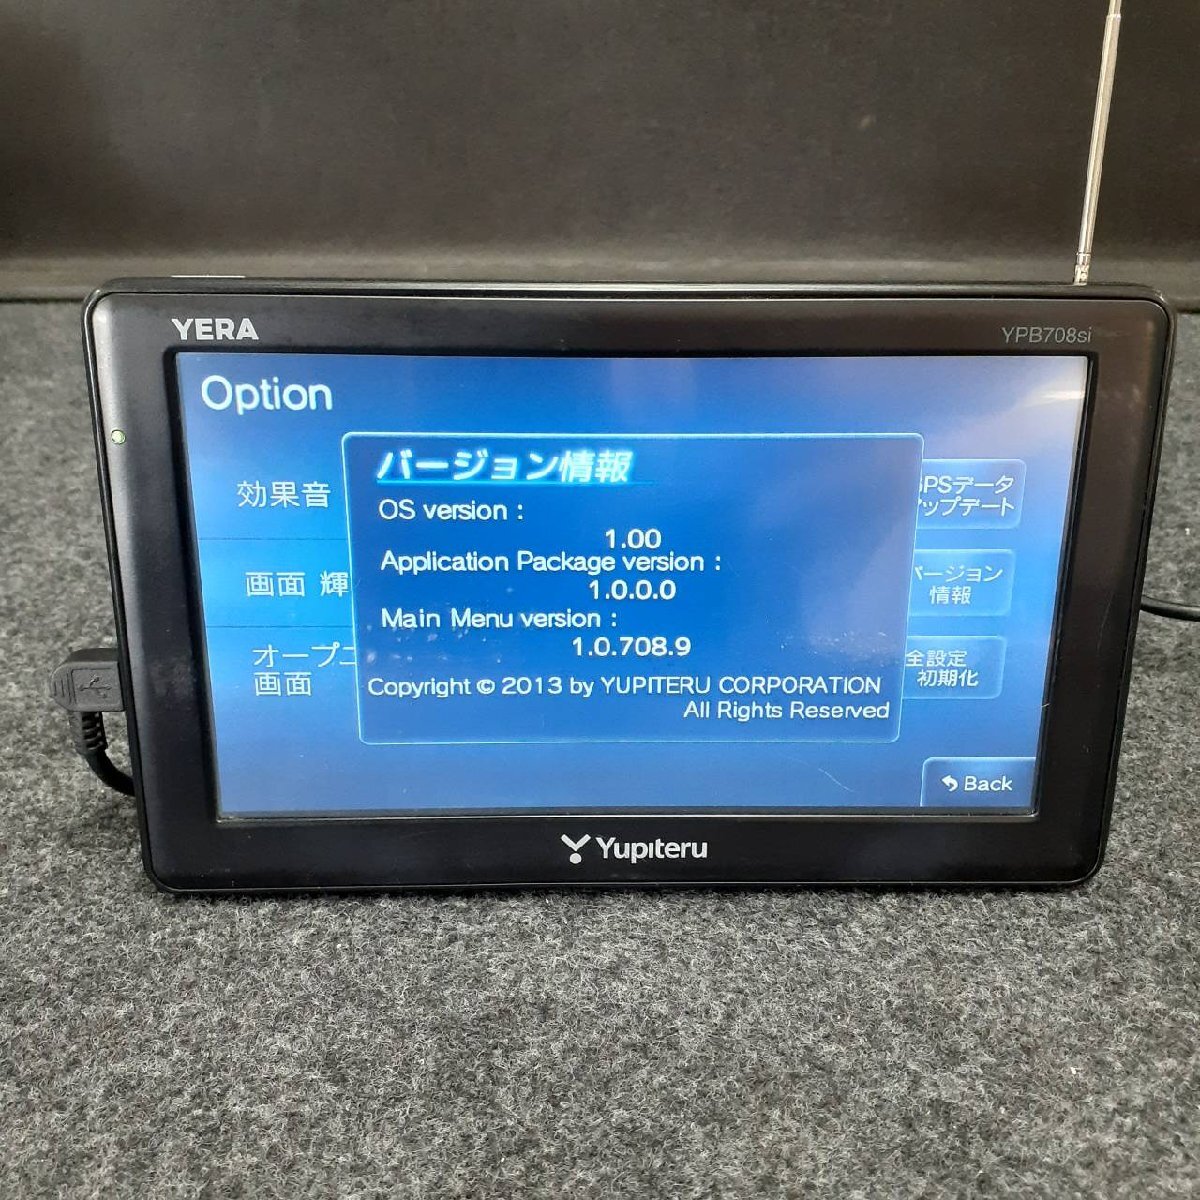 YERA
YPB708si
Option
バージョン情報
OS version :
1.00
Application Package version :
1.0.0.0
Main Menu version :
1.0.708.9
Copyright © 2013 by YUPITERU CORPORATION
All Rights Reserved
効果音
画面 輝
オープ
画面
PSデータ
ップデート
ージョン
情報
全設定
初期化
Back
Yupiteru